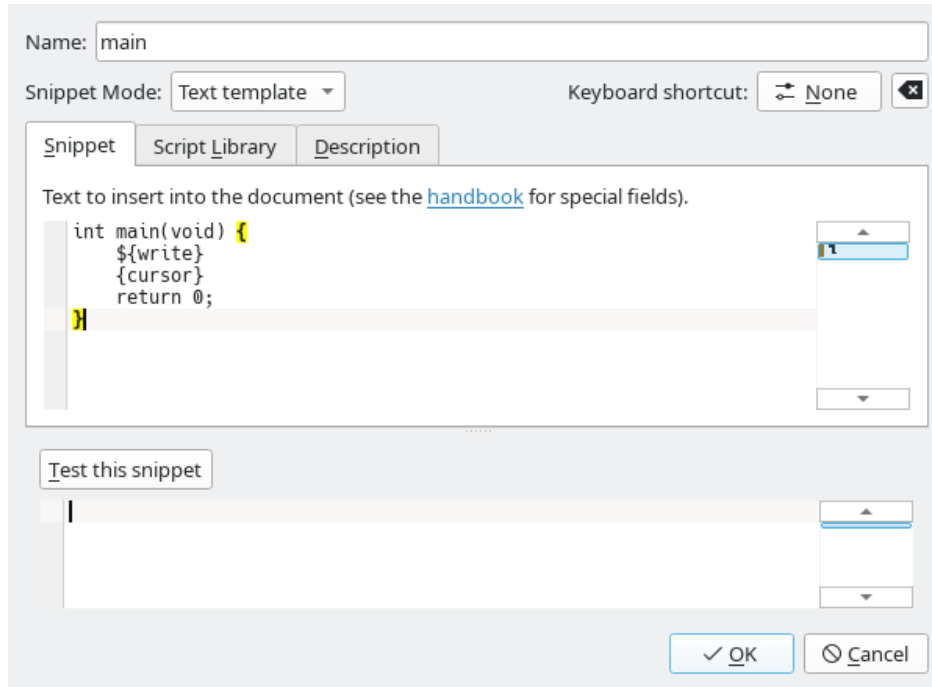 Name: main
Snippet Mode: Text template Keyboard shortcut: None
Snippet Script Library Description
Text to insert into the document (see the handbook for special fields).
int main(void) {
    ${write}
    {cursor}
    return 0;
}
Test this snippet
OK Cancel